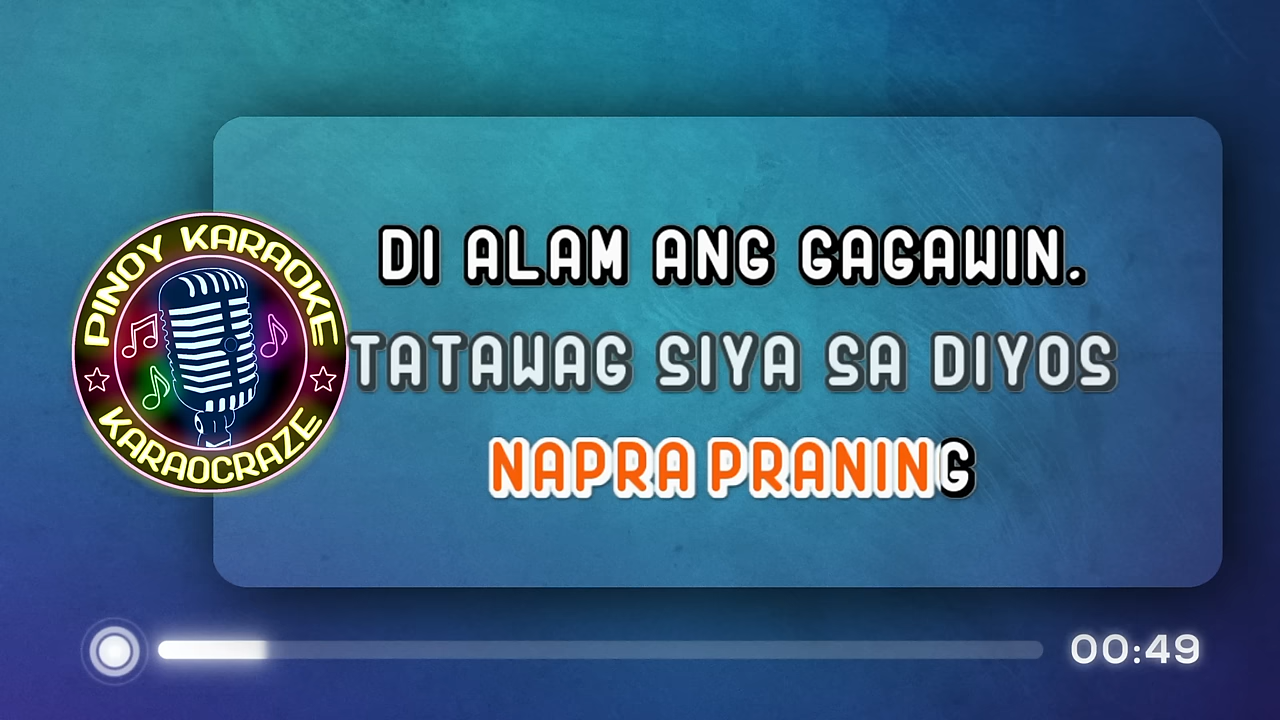 PINOY KARAOKE
KARAOCRAZE
DI ALAM ANG GAGAWIN.
TATAWAG SIYA SA DIYOS
NAPRA PRANING
00:49